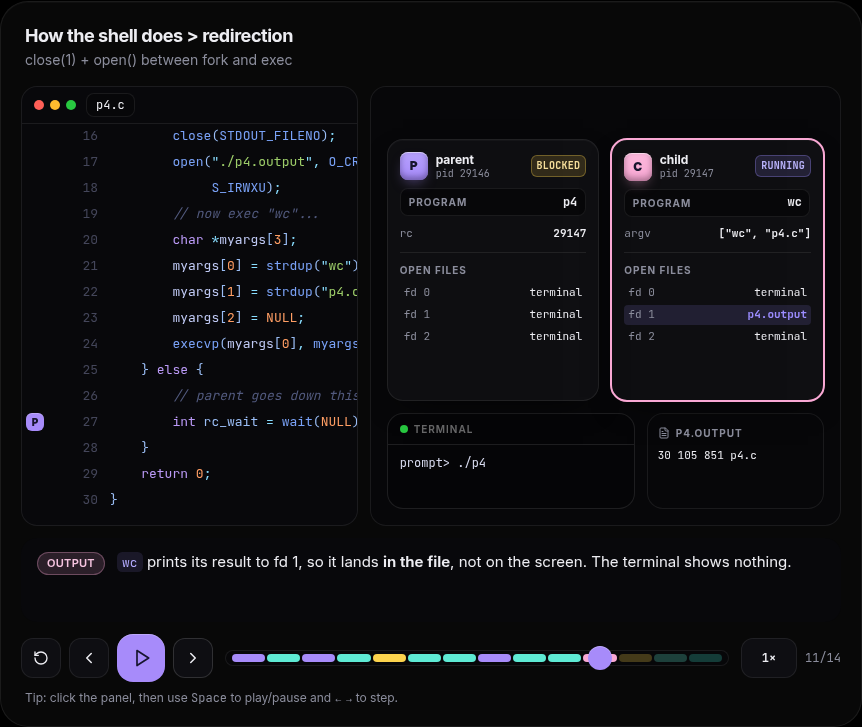 How the shell does > redirection
close(1) + open() between fork and exec
p4.c
16 close(STDOUT_FILENO);
17 open("./p4.output", O_CR
18 S_IRWXU);
19 // now exec "wc"...
20 char *myargs[3];
21 myargs[0] = strdup("wc")
22 myargs[1] = strdup("p4.c
23 myargs[2] = NULL;
24 execvp(myargs[0], myargs
25 } else {
26 // parent goes down this
P 27 int rc_wait = wait(NULL)
28 }
29 return 0;
30 }
P parent
pid 29146
BLOCKED
PROGRAM p4
rc 29147
OPEN FILES
fd 0 terminal
fd 1 terminal
fd 2 terminal
C child
pid 29147
RUNNING
PROGRAM wc
argv ["wc", "p4.c"]
OPEN FILES
fd 0 terminal
fd 1 p4.output
fd 2 terminal
TERMINAL
prompt> ./p4
P4.OUTPUT
30 105 851 p4.c
OUTPUT wc prints its result to fd 1, so it lands in the file, not on the screen. The terminal shows nothing.
1×
11/14
Tip: click the panel, then use Space to play/pause and ←→ to step.